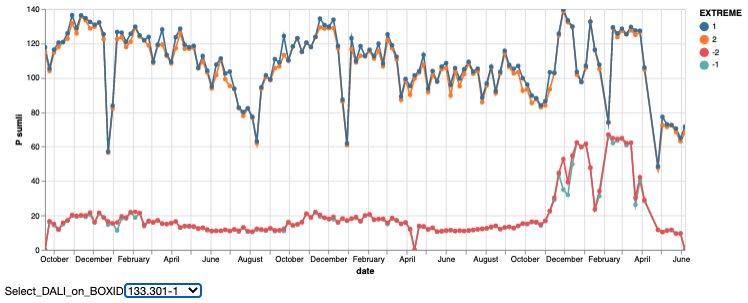 EXTREME
1
2
-2
-1
140
120
100
80
60
40
20
0
P sumli
October December February April June August October December February April June August October December February April June
date
Select_DALI_on_BOXID 133.301-1